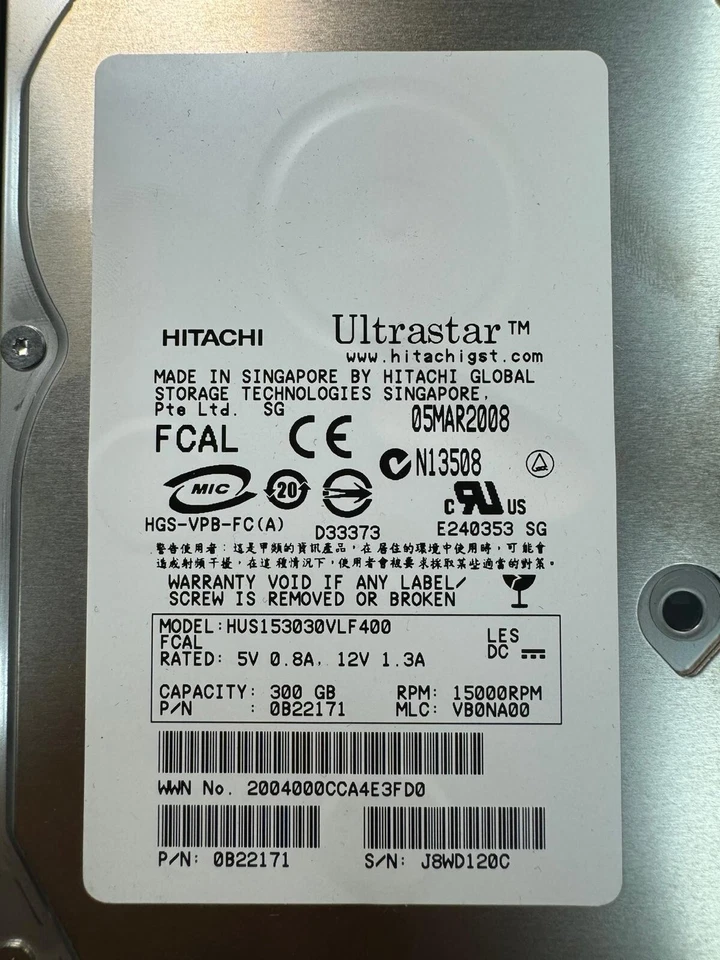 HITACHI Ultrastar™
www.hitachigst.com
MADE IN SINGAPORE BY HITACHI GLOBAL
STORAGE TECHNOLOGIES SINGAPORE,
Pte Ltd. SG
05MAR2008
FCAL CE
N13508
MIC 20
c RU US
HGS-VPB-FC(A) D33373 E240353 SG
警告使用者：這是甲類的資訊產品，在居住的環境中使用時，可能會
造成射頻干擾，在這種情況下，使用者會被要求採取某些適當的對策。
WARRANTY VOID IF ANY LABEL/
SCREW IS REMOVED OR BROKEN
MODEL:HUS153030VLF400
FCAL LES
RATED: 5V 0.8A, 12V 1.3A DC
CAPACITY: 300 GB RPM: 15000RPM
P/N : 0B22171 MLC: VB0NA00
WWN No. 2004000CCA4E3FD0
P/N: 0B22171 S/N: J8WD120C